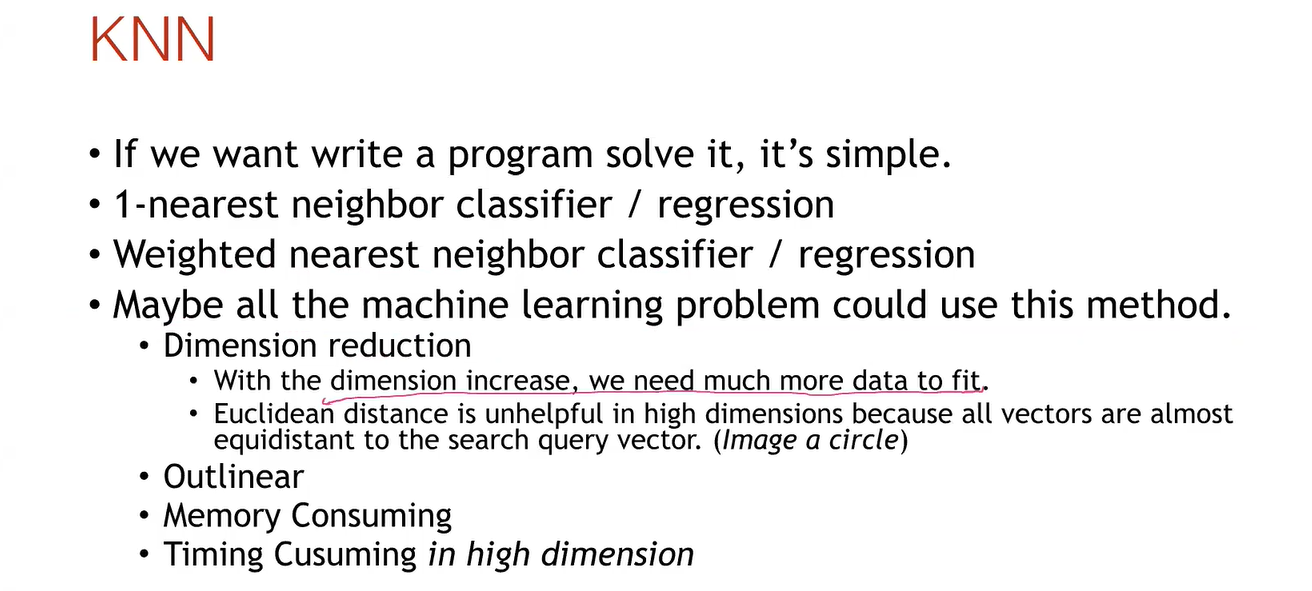 KNN
• If we want write a program solve it, it’s simple.
• 1-nearest neighbor classifier / regression
• Weighted nearest neighbor classifier / regression
• Maybe all the machine learning problem could use this method.
• Dimension reduction
• With the dimension increase, we need much more data to fit.
• Euclidean distance is unhelpful in high dimensions because all vectors are almost
equidistant to the search query vector. (Image a circle)
• Outlinear
• Memory Consuming
• Timing Cusuming in high dimension